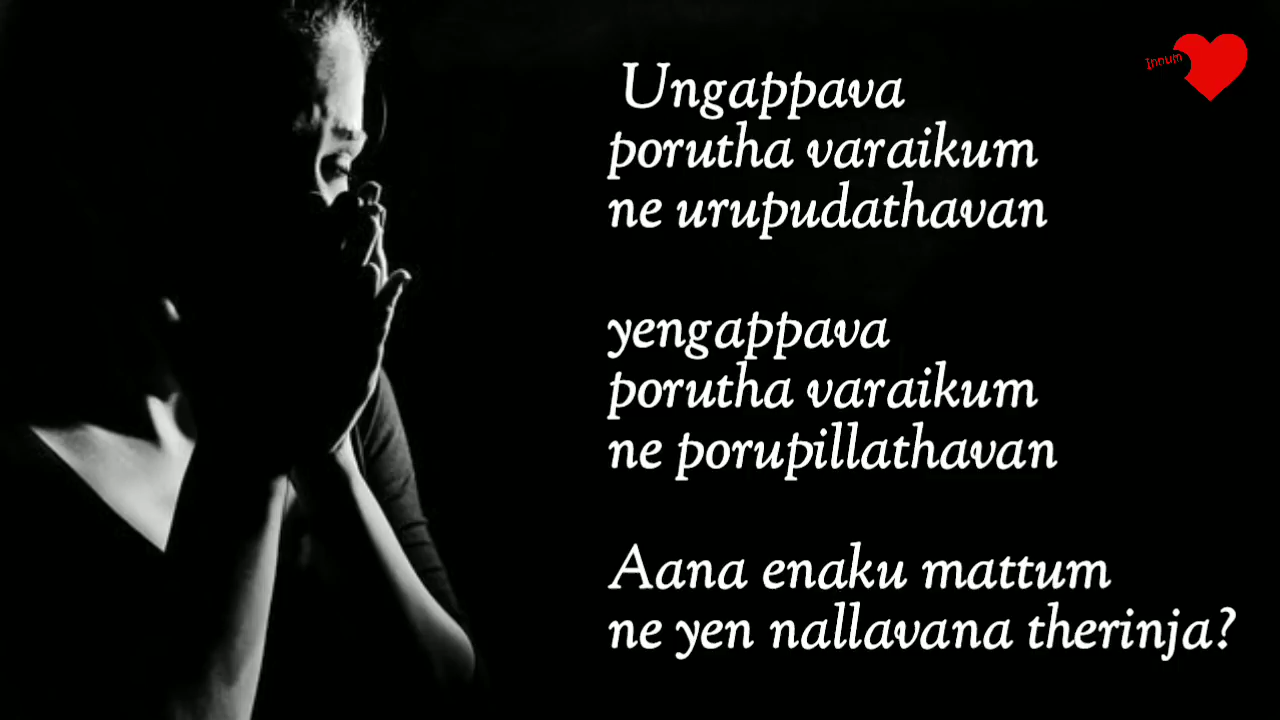 Ungappava
porutha varaikum
ne urupudathavan
yengappava
porutha varaikum
ne porupillathavan
Aana enaku mattum
ne yen nallavana therinja?
Innum